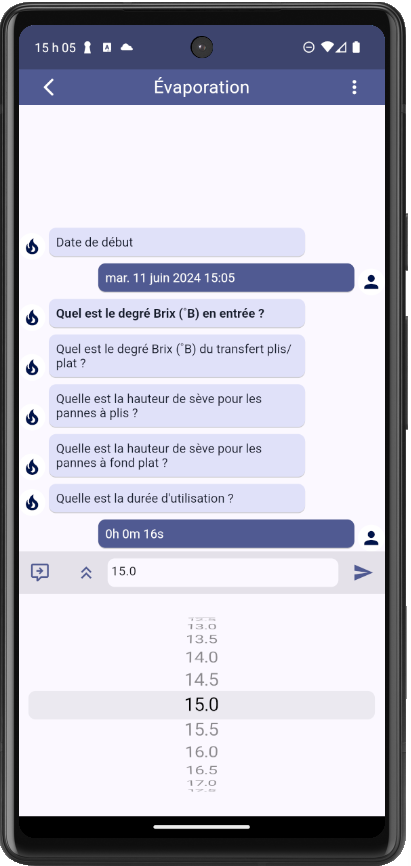 15 h 05
Évaporation
Date de début
mar. 11 juin 2024 15:05
Quel est le degré Brix (°B) en entrée ?
Quel est le degré Brix (°B) du transfert plis/
plat ?
Quelle est la hauteur de sève pour les
pannes à plis ?
Quelle est la hauteur de sève pour les
pannes à fond plat ?
Quelle est la durée d'utilisation ?
0h 0m 16s
15.0
12.5
13.0
13.5
14.0
14.5
15.0
15.5
16.0
16.5
17.0
17.5